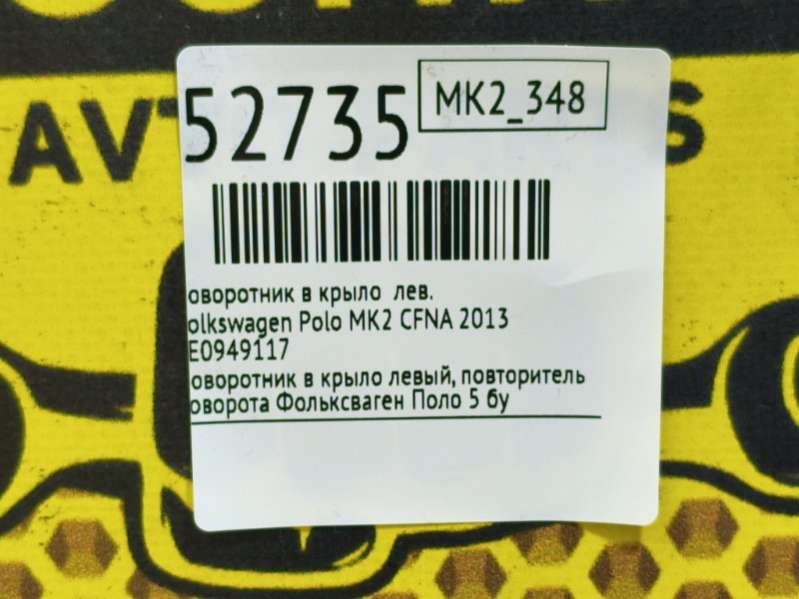 AVT
S
52735
MK2_348
оворотник в крыло лев.
olkswagen Polo MK2 CFNA 2013
E0949117
оворотник в крыло левый, повторитель
оворота Фольксваген Поло 5 бу